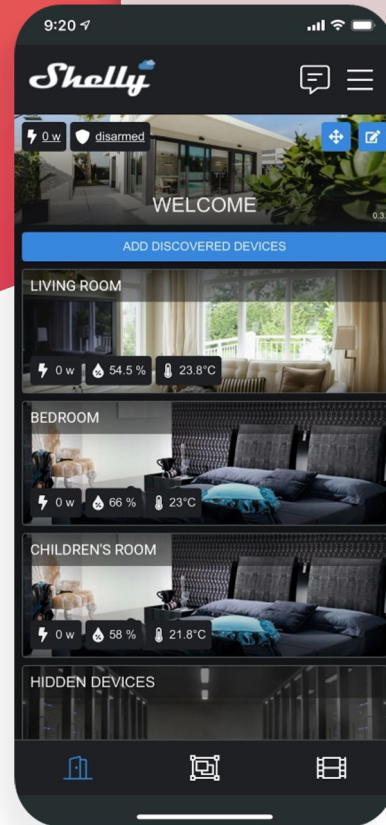 9:20
Shelly
0 w
disarmed
WELCOME
0.3.
ADD DISCOVERED DEVICES
LIVING ROOM
0 w 54.5 % 23.8°C
BEDROOM
0 w 66 % 23°C
CHILDREN'S ROOM
0 w 58 % 21.8°C
HIDDEN DEVICES